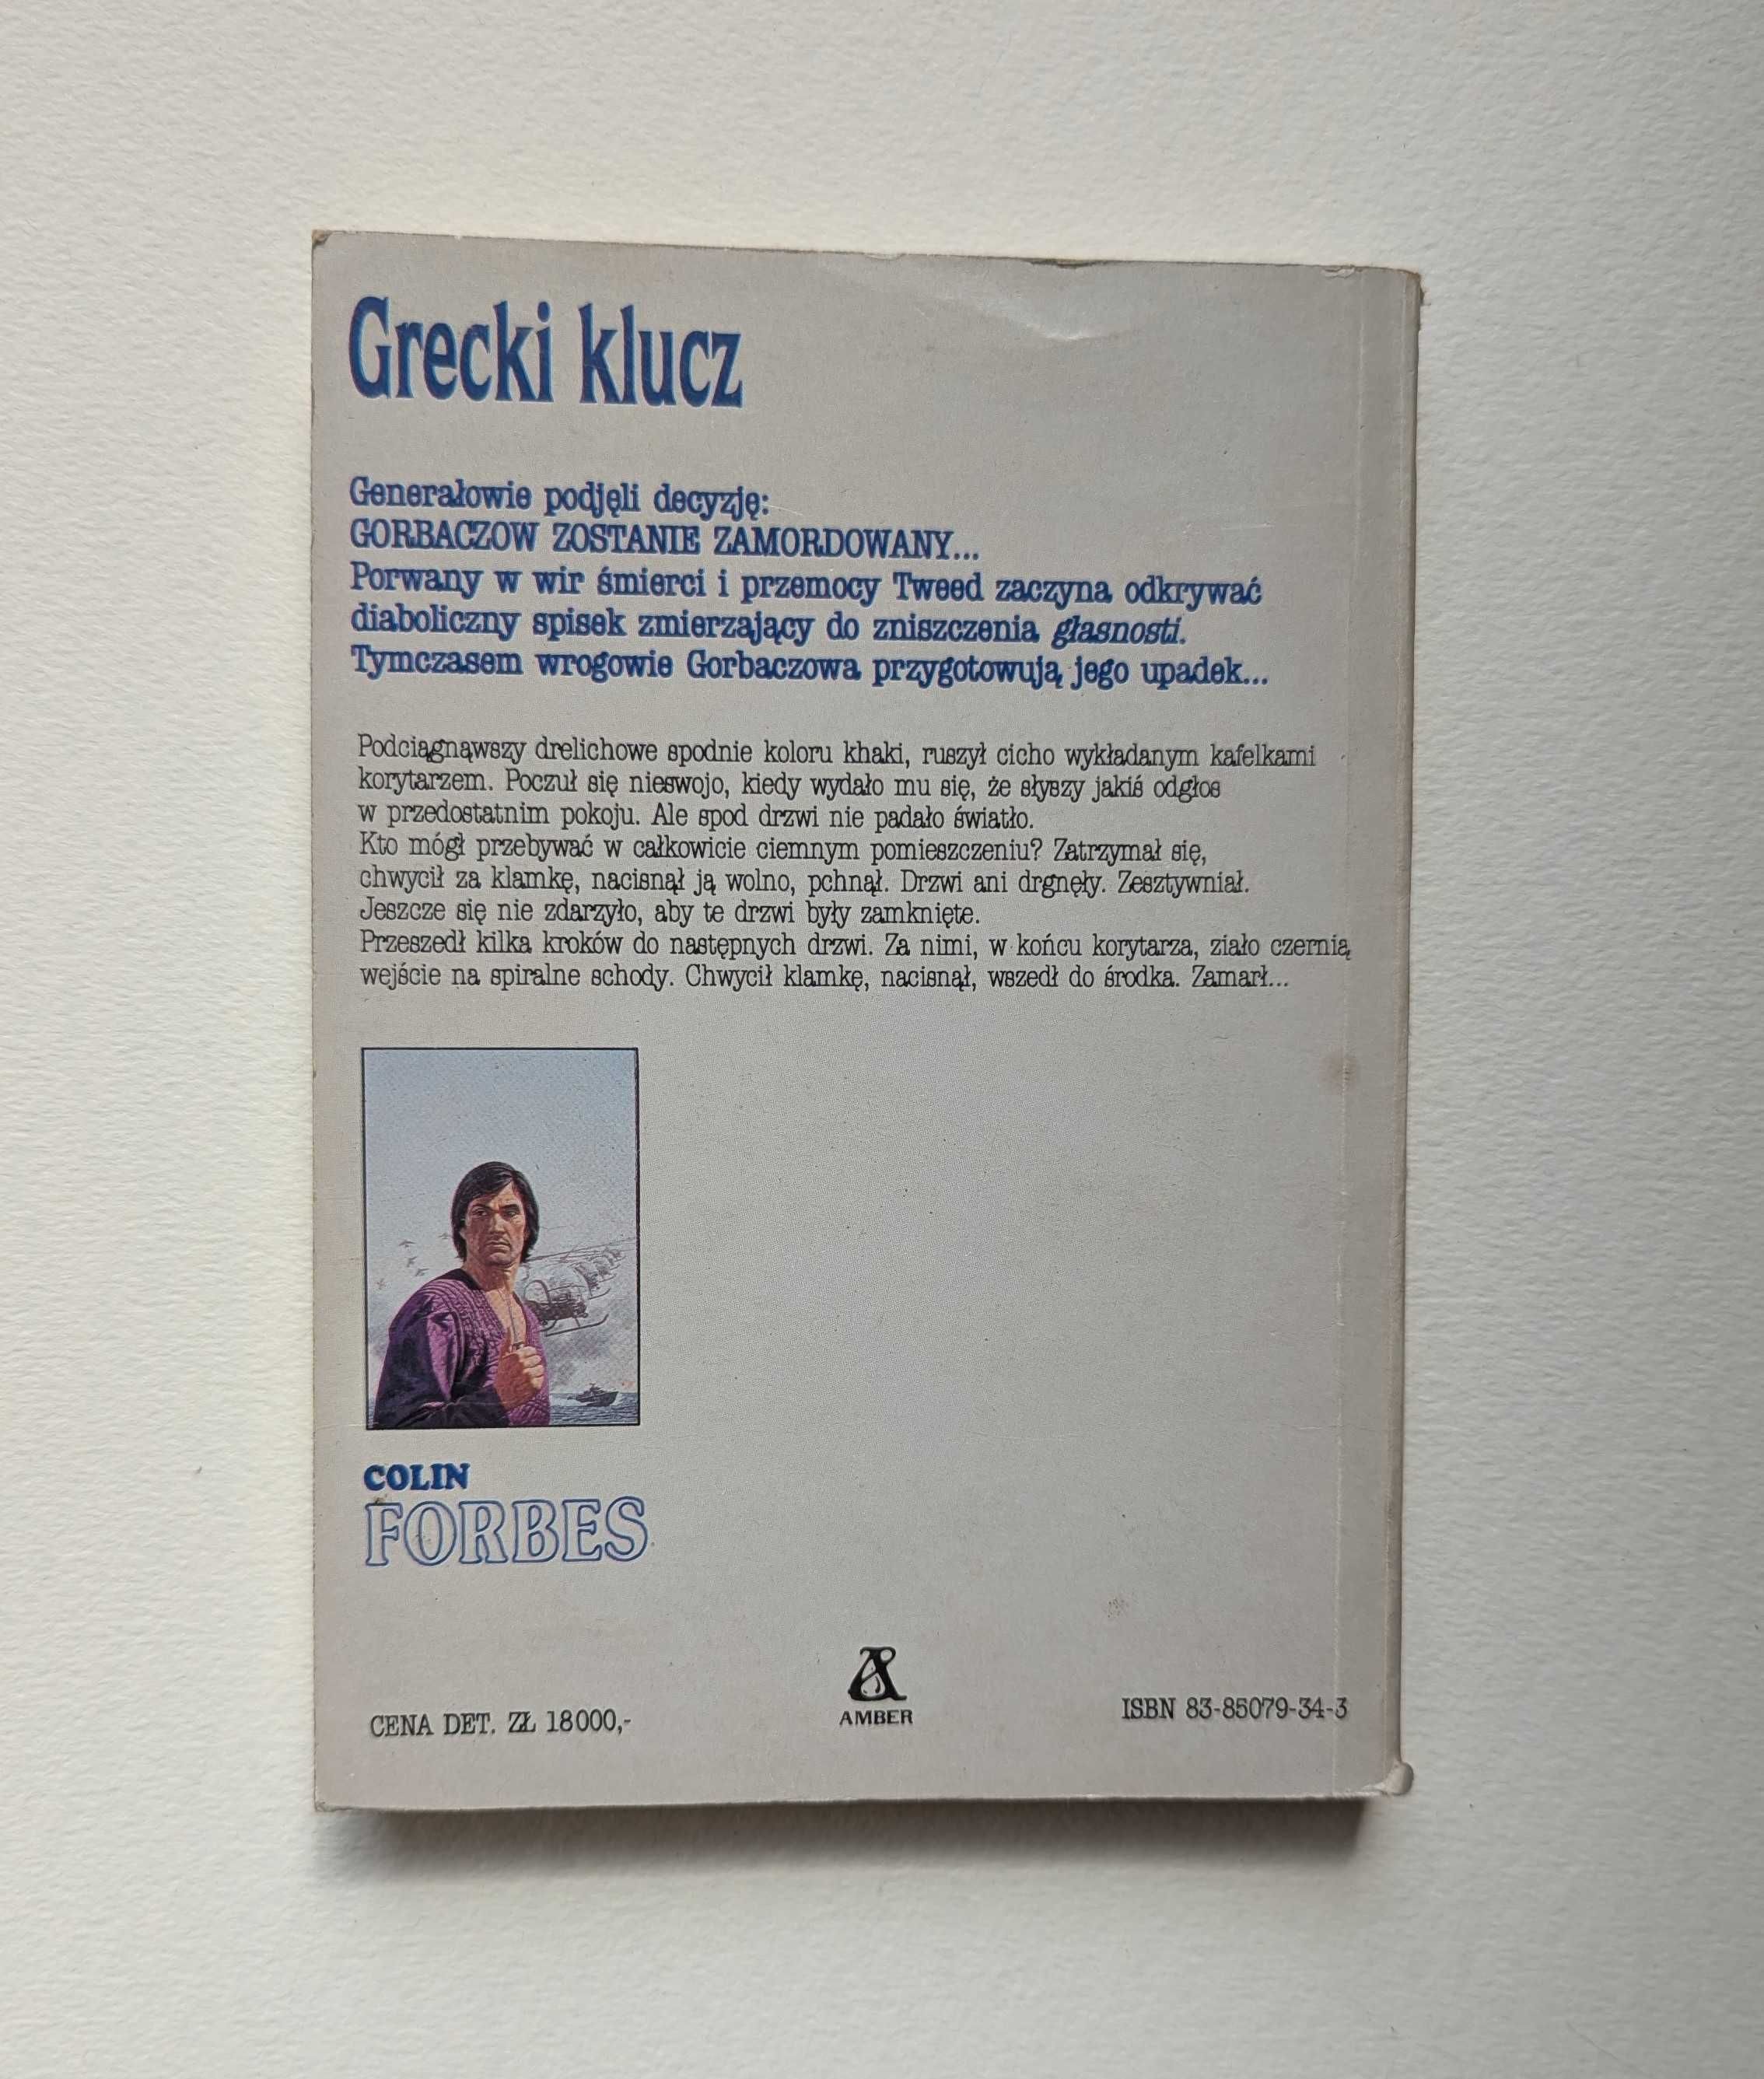 Grecki klucz
Generałowie podjęli decyzję:
GORBACZOW ZOSTANIE ZAMORDOWANY...
Porwany w wir śmierci i przemocy Tweed zaczyna odkrywać
diaboliczny spisek zmierzający do zniszczenia głasnosti.
Tymczasem wrogowie Gorbaczowa przygotowują jego upadek...
Podciągnąwszy drelichowe spodnie koloru khaki, ruszył cicho wykładanym kafelkami
korytarzem. Poczuł się nieswojo, kiedy wydało mu się, że słyszy jakiś odgłos
w przedostatnim pokoju. Ale spod drzwi nie padało światło.
Kto mógł przebywać w całkowicie ciemnym pomieszczeniu? Zatrzymał się,
chwycił za klamkę, nacisnął ją wolno, pchnął. Drzwi ani drgnęły. Zesztywniał.
Jeszcze się nie zdarzyło, aby te drzwi były zamknięte.
Przeszedł kilka kroków do następnych drzwi. Za nimi, w końcu korytarza, ziało czernią
wejście na spiralne schody. Chwycił klamkę, nacisnął, wszedł do środka. Zamarł...
COLIN
FORBES
CENA DET. ZŁ 18000,-
AMBER
ISBN 83-85079-34-3